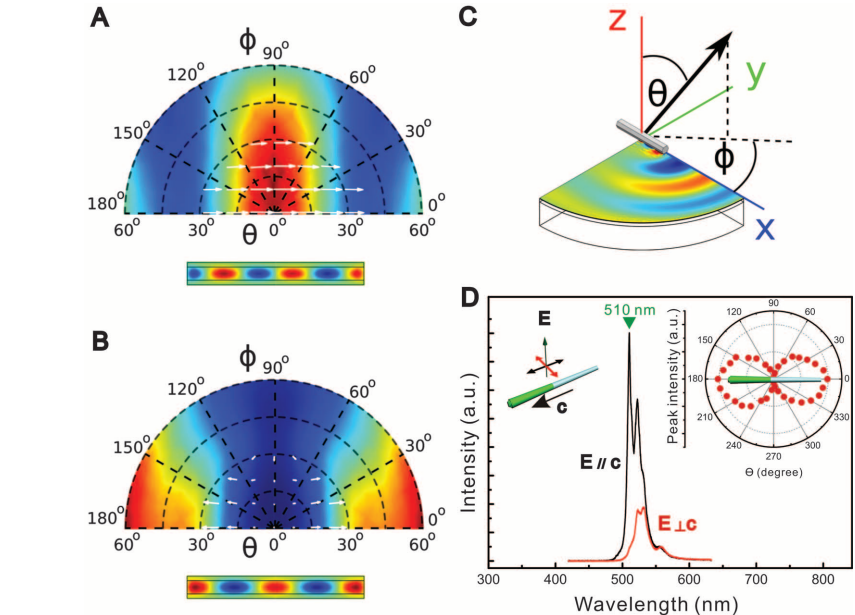 A
ϕ
90°
120°
60°
150°
30°
180°
0°
60°
30°
θ
0°
30°
60°
B
ϕ
90°
120°
60°
150°
30°
180°
0°
60°
30°
θ
0°
30°
60°
C
z
θ
y
ϕ
x
D
510 nm
E
c
E // c
E⊥c
Intensity (a.u.)
300 400 500 600 700 800
Wavelength (nm)
Peak intensity (a.u.)
90
120
60
150
30
180
0
210
330
240
300
270
Θ (degree)